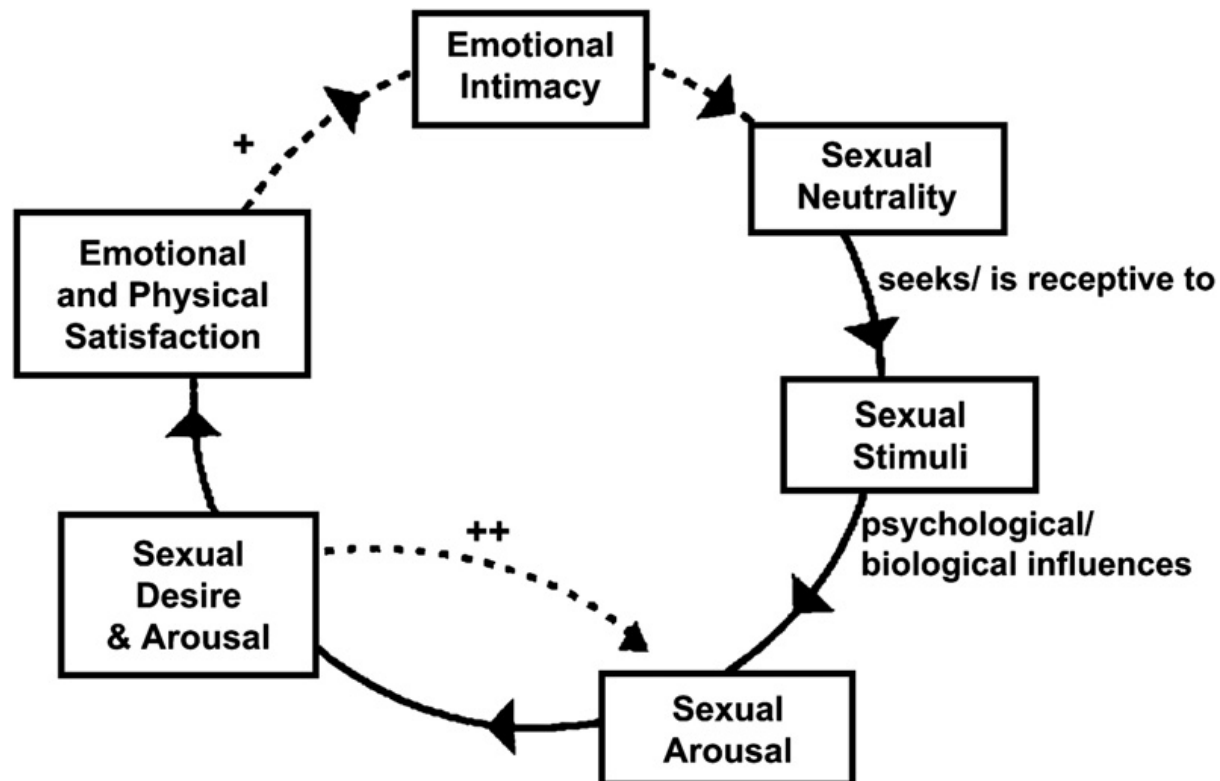 Emotional
Intimacy
Sexual
Neutrality
seeks/ is receptive to
Sexual
Stimuli
psychological/
biological influences
Sexual
Arousal
++
Sexual
Desire
& Arousal
Emotional
and Physical
Satisfaction
+